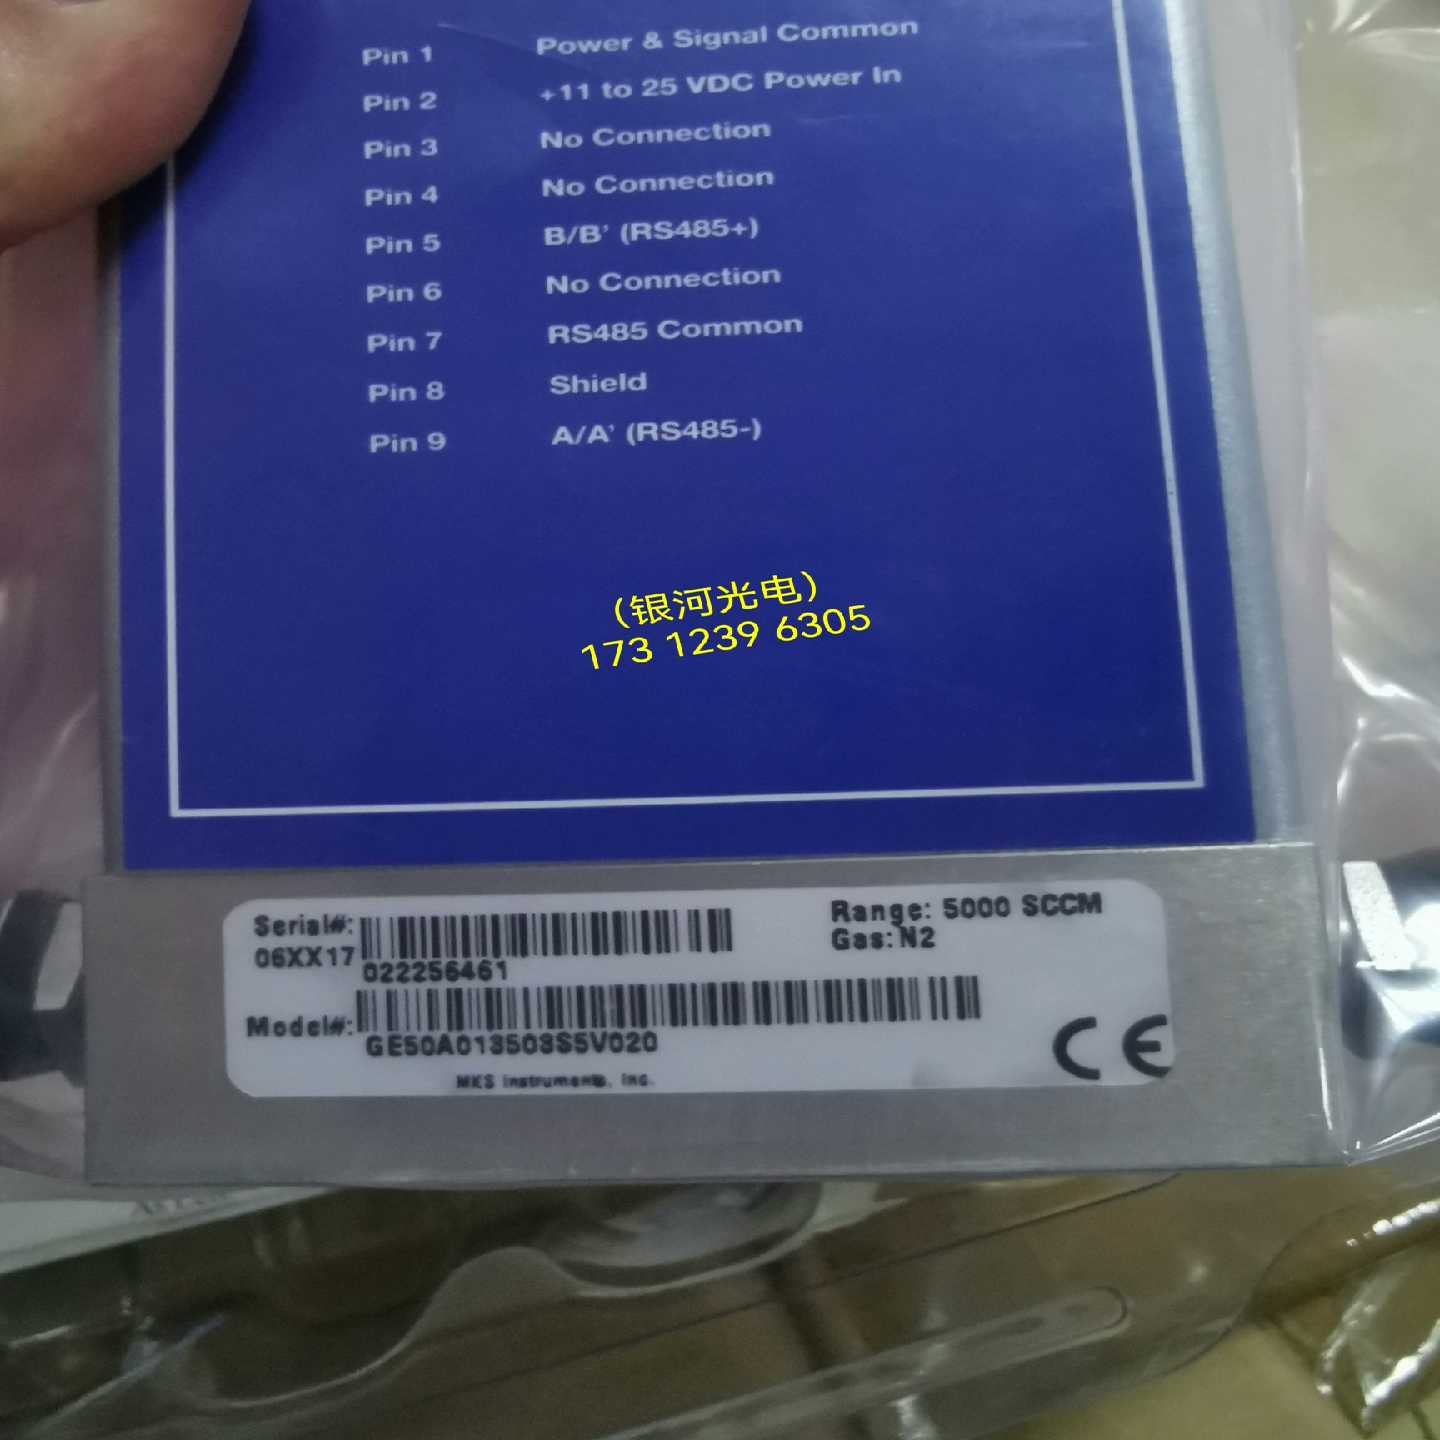 Pin 1 Power & Signal Common
Pin 2 +11 to 25 VDC Power In
Pin 3 No Connection
Pin 4 No Connection
Pin 5 B/B' (RS485+)
Pin 6 No Connection
Pin 7 RS485 Common
Pin 8 Shield
Pin 9 A/A' (RS485-)
(银河光电)
173 1239 6305
Serial#:
06XX17
022256461
Range: 5000 SCCM
Gas: N2
Model#:
GE50A013503S5V020
MKS Instruments, Inc.
CE